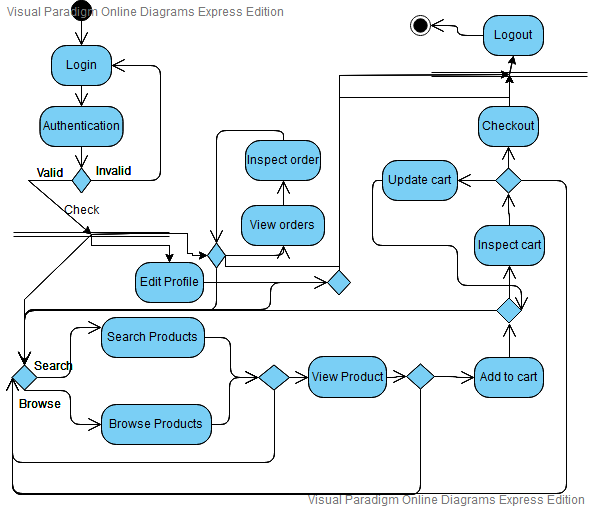 Visual Paradigm Online Diagrams Express Edition
Logout
Login
Authentication
Checkout
Valid
Invalid
Inspect order
Update cart
Check
View orders
Inspect cart
Edit Profile
Search Products
Search
View Product
Add to cart
Browse
Browse Products
Visual Paradigm Online Diagrams Express Edition